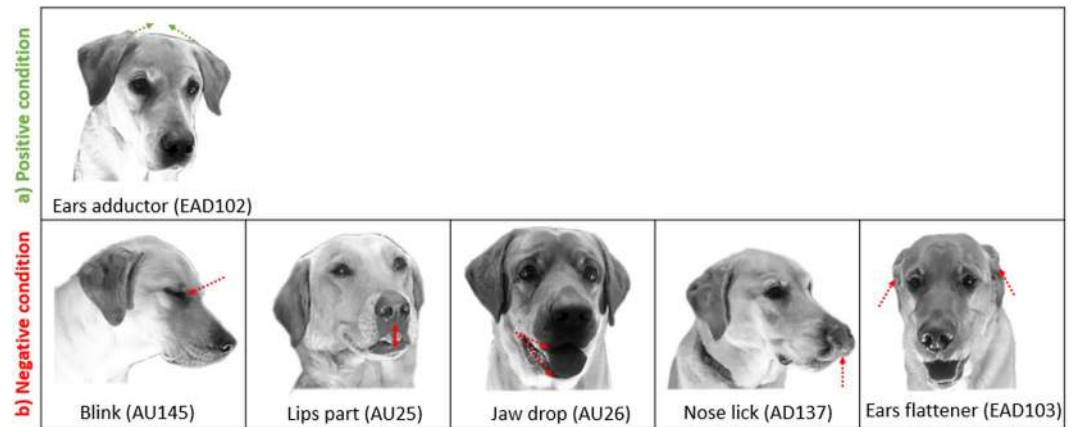 a) Positive condition
Ears adductor (EAD102)
b) Negative condition
Blink (AU145)
Lips part (AU25)
Jaw drop (AU26)
Nose lick (AD137)
Ears flattener (EAD103)